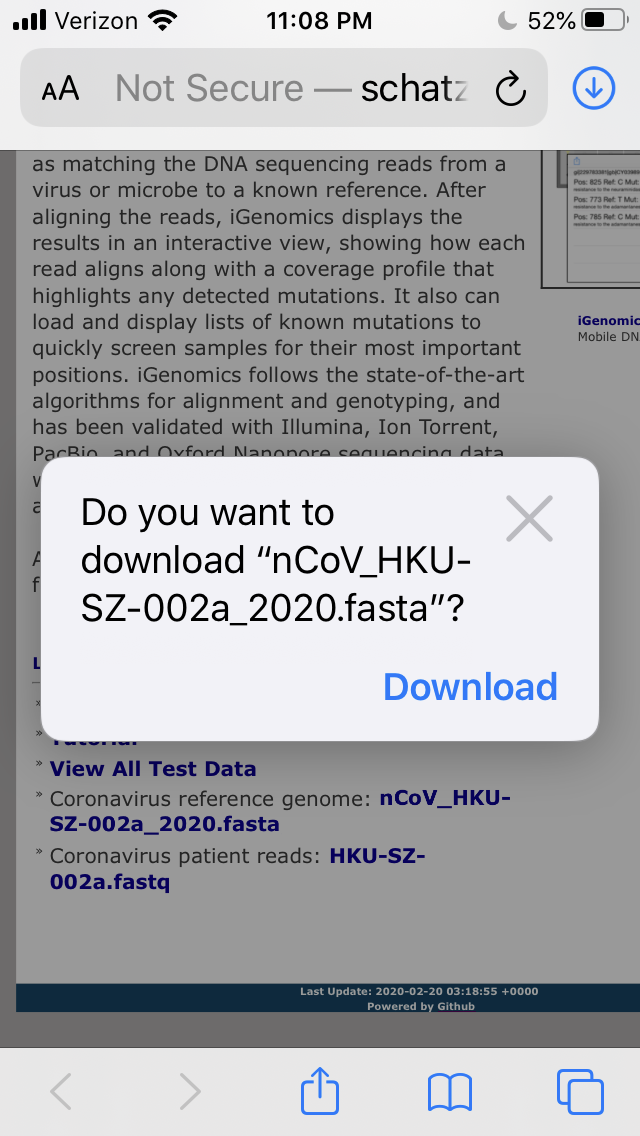 Verizon 11:08 PM 52%
AA Not Secure — schatz
as matching the DNA sequencing reads from a
virus or microbe to a known reference. After
aligning the reads, iGenomics displays the
results in an interactive view, showing how each
read aligns along with a coverage profile that
highlights any detected mutations. It also can
load and display lists of known mutations to
quickly screen samples for their most important
positions. iGenomics follows the state-of-the-art
algorithms for alignment and genotyping, and
has been validated with Illumina, Ion Torrent,
PacBio, and Oxford Nanopore sequencing data
Pos: 825 Ref: C Mut:
Pos: 773 Ref: T Mut:
Pos: 785 Ref: C Mut:
iGenomic
Mobile DN
Do you want to
download “nCoV_HKU-
SZ-002a_2020.fasta”?
Download
Tutorial
» View All Test Data
» Coronavirus reference genome: nCoV_HKU-
SZ-002a_2020.fasta
» Coronavirus patient reads: HKU-SZ-
002a.fastq
Last Update: 2020-02-20 03:18:55 +0000
Powered by Github